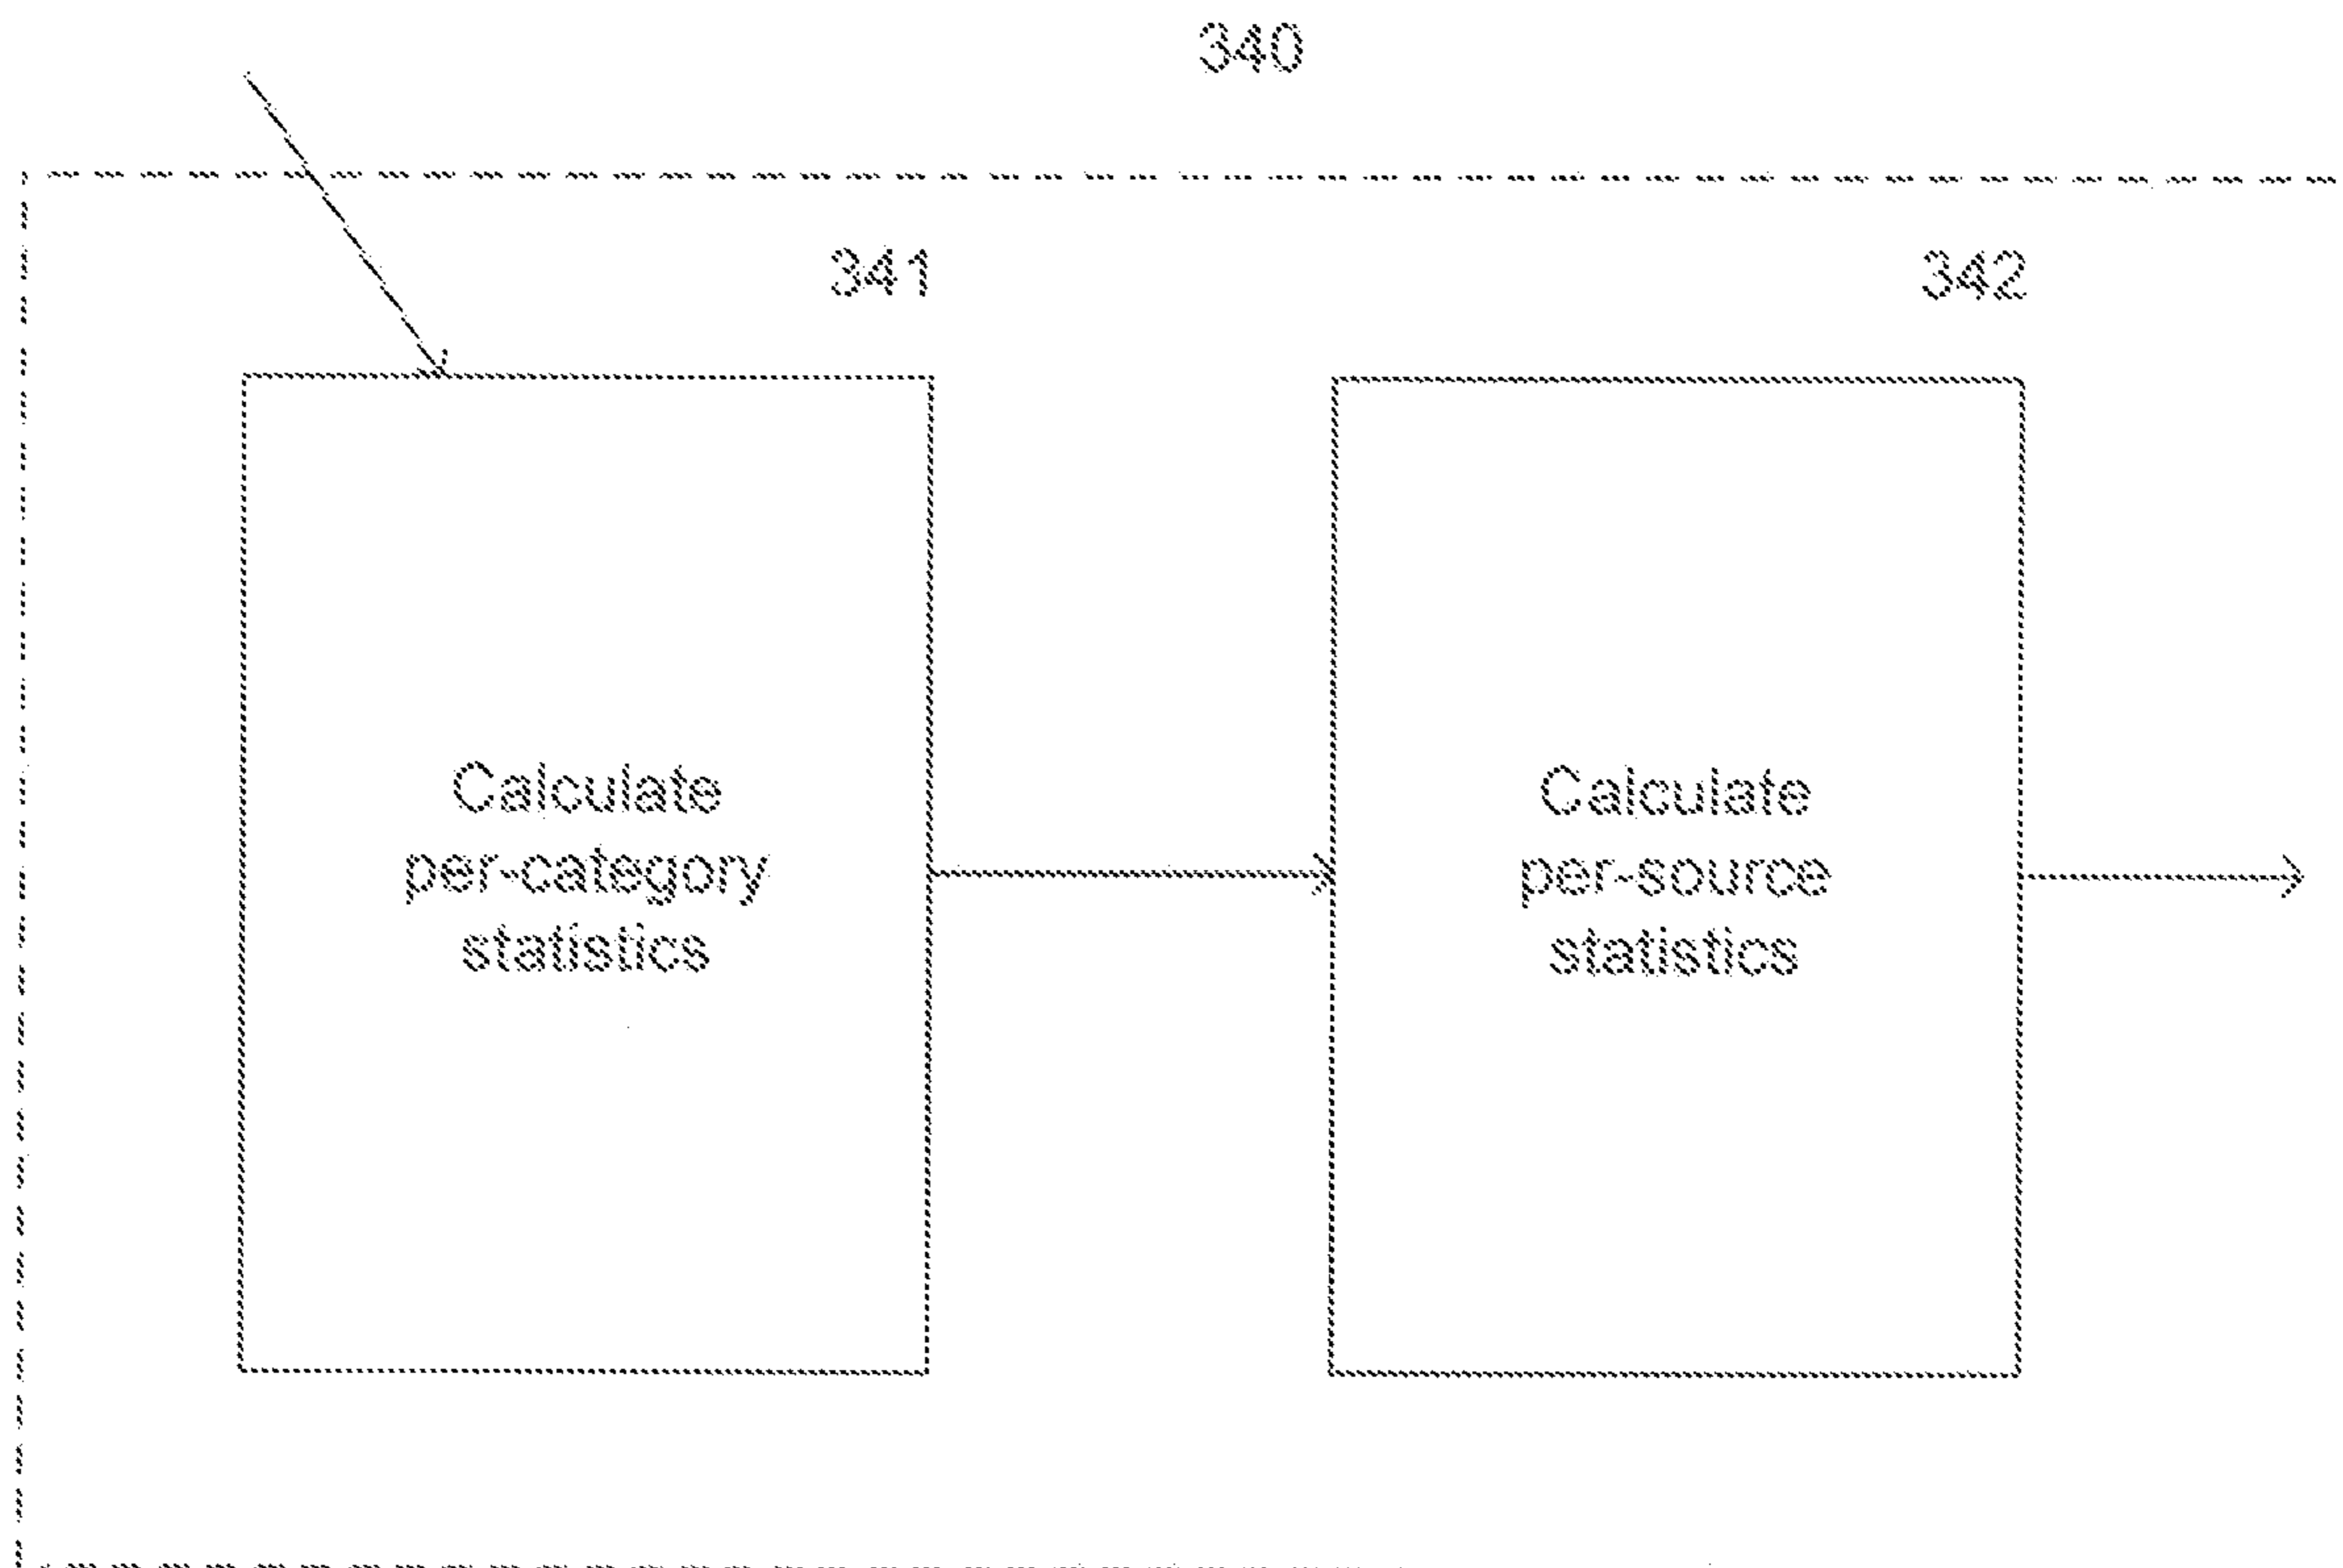 340
341
342
Calculate
per-category
statistics
Calculate
per-source
statistics